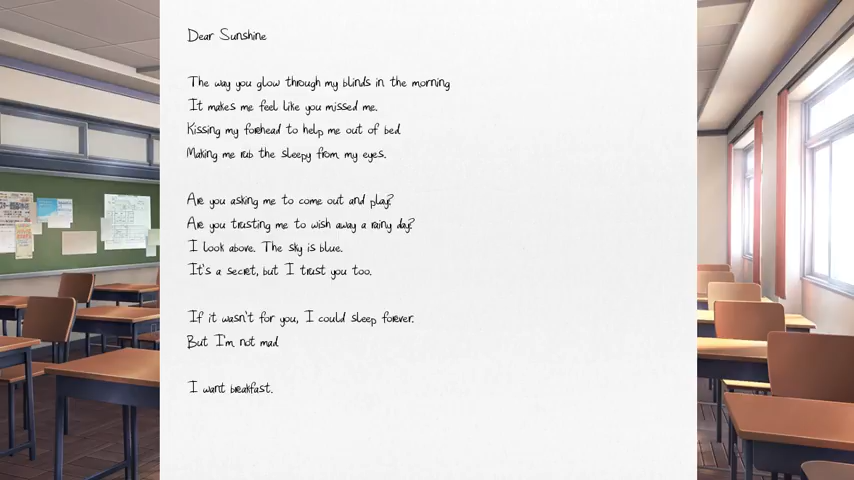 Dear Sunshine
The way you glow through my blinds in the morning
It makes me feel like you missed me.
Kissing my forehead to help me out of bed
Making me rub the sleepy from my eyes.
Are you asking me to come out and play?
Are you trusting me to wish away a rainy day?
I look above. The sky is blue.
It's a secret, but I trust you too.
If it wasn't for you, I could sleep forever.
But I'm not mad
I want breakfast.